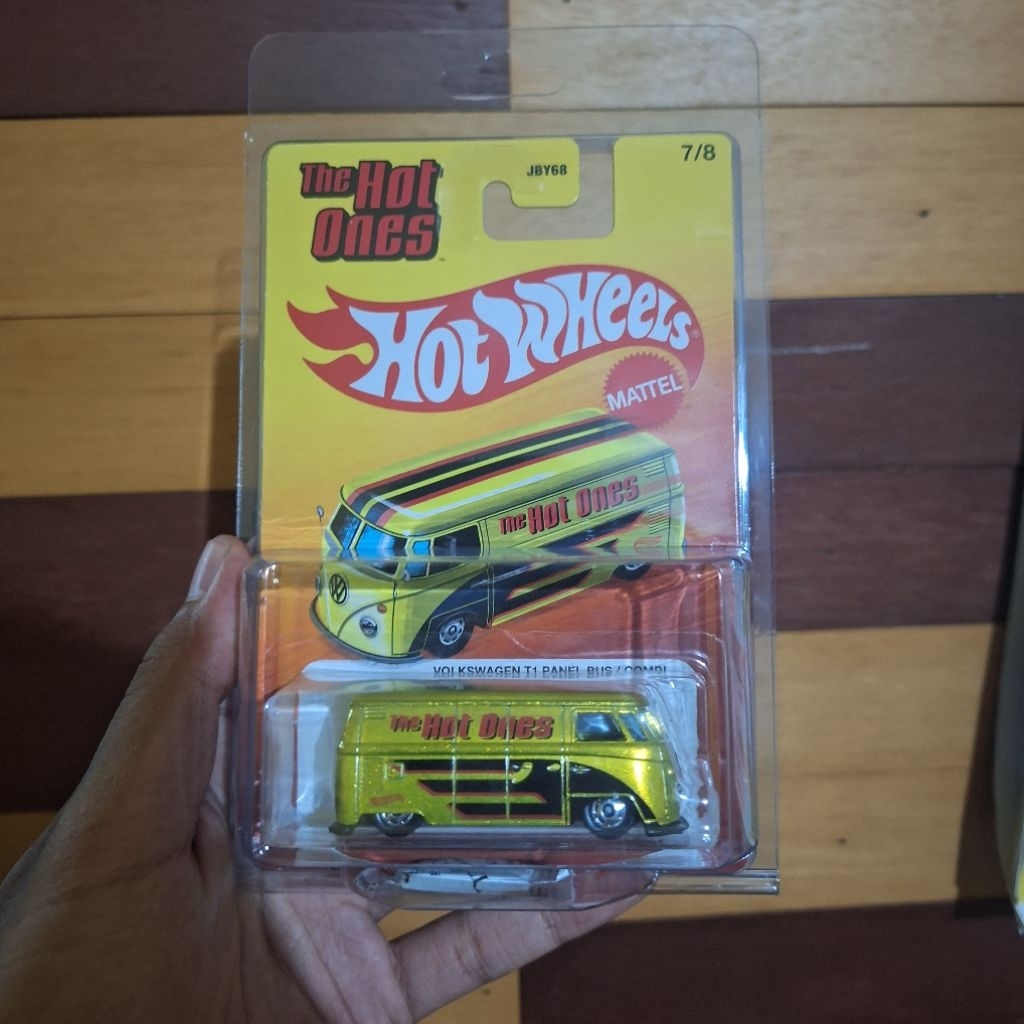 The Hot
Ones
JBY68
7/8
Hot Wheels
MATTEL
The Hot Ones
VOLKSWAGEN T1 PANEL BUS / COMBI
The Hot Ones